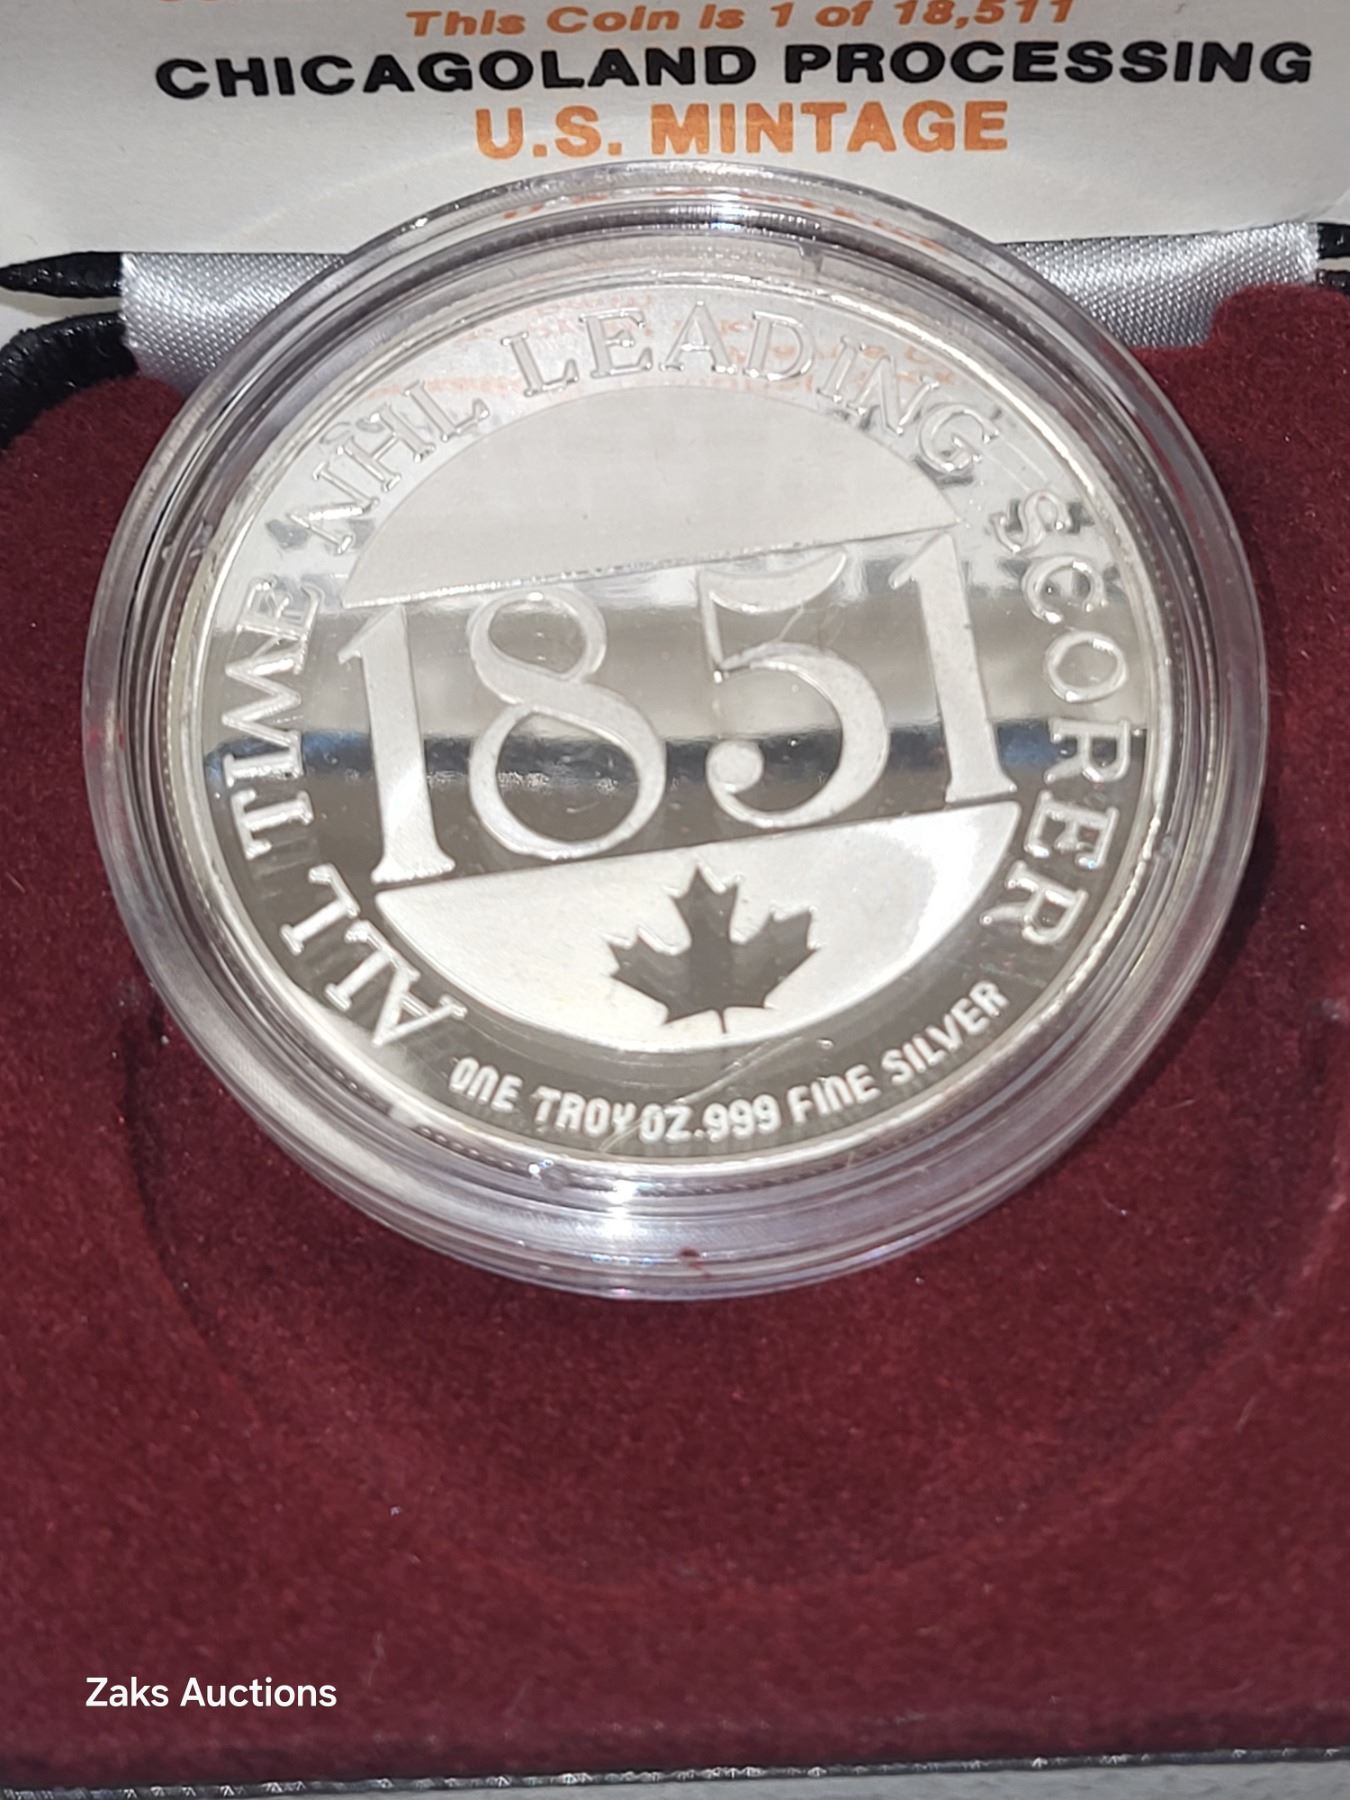 This Coin is 1 of 18,511
CHICAGOLAND PROCESSING
U.S. MINTAGE
ALL TIME NHL LEADING SCORER
1851
ONE TROY OZ .999 FINE SILVER
Zaks Auctions